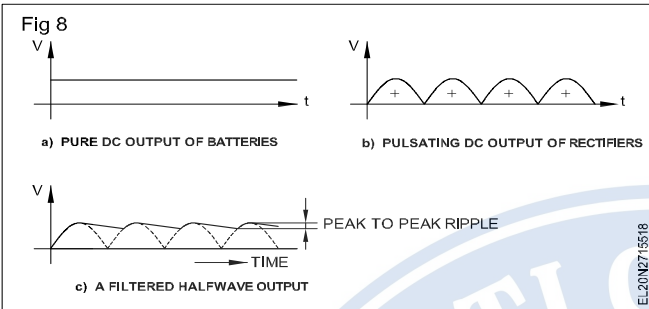 Fig 8
V
t
a) PURE DC OUTPUT OF BATTERIES
V
+ + + +
t
b) PULSATING DC OUTPUT OF RECTIFIERS
V
PEAK TO PEAK RIPPLE
TIME
c) A FILTERED HALFWAVE OUTPUT
EL20N2715518